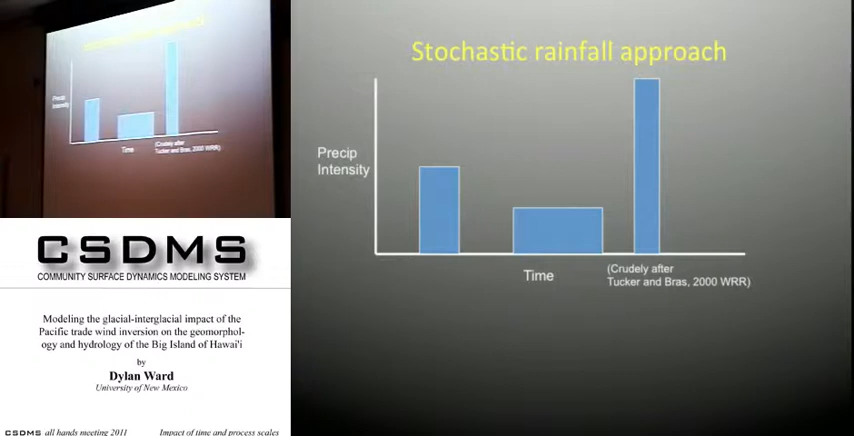 Stochastic rainfall approach
Precip
Intensity
Time
(Crudely after
Tucker and Bras, 2000 WRR)
Precip
Intensity
Time
(Crudely after
Tucker and Bras, 2000 WRR)
CSDMS
COMMUNITY SURFACE DYNAMICS MODELING SYSTEM
Modeling the glacial-interglacial impact of the
Pacific trade wind inversion on the geomorphol-
ogy and hydrology of the Big Island of Hawai'i
by
Dylan Ward
University of New Mexico
CSDMS all hands meeting 2011 Impact of time and process scales